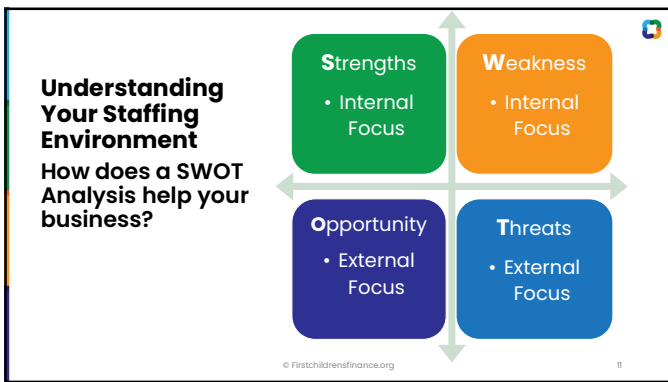 Understanding
Your Staffing
Environment
How does a SWOT
Analysis help your
business?
Strengths
• Internal
Focus
Weakness
• Internal
Focus
Opportunity
• External
Focus
Threats
• External
Focus
© Firstchildrensfinance.org
11